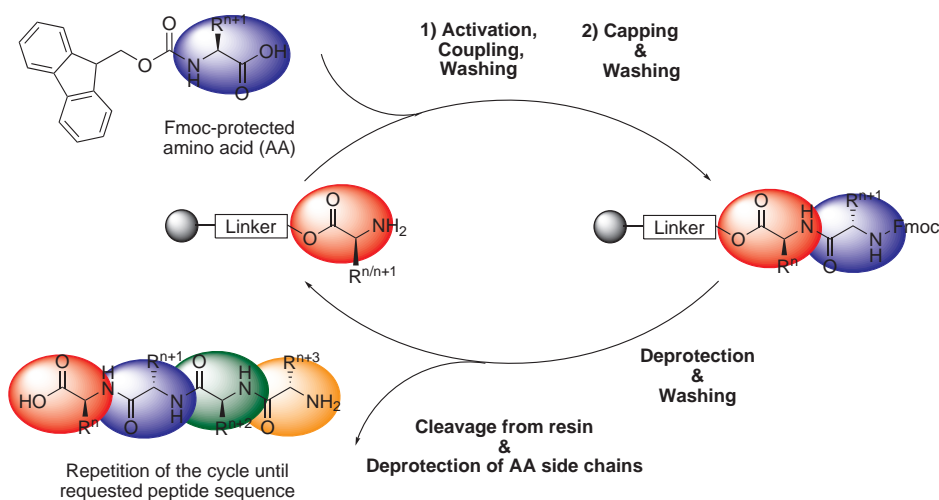 1) Activation,
Coupling,
Washing
2) Capping
&
Washing
R^n+1
O
O
N
H
OH
O
Fmoc-protected
amino acid (AA)
Linker
O
O
NH2
R^n/n+1
Linker
O
O
R^n
H
N
O
R^n+1
N
H
Fmoc
Deprotection
&
Washing
Cleavage from resin
&
Deprotection of AA side chains
O
HO
R^n
H
N
O
R^n+1
N
H
O
R^n+2
H
N
O
R^n+3
NH2
Repetition of the cycle until
requested peptide sequence